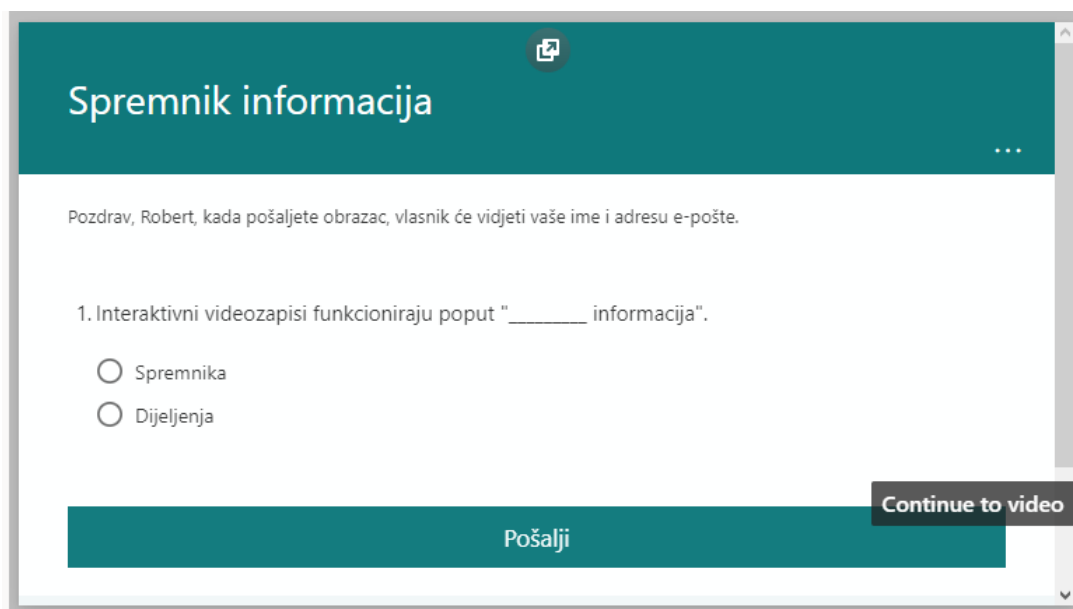 Spremnik informacija
...
Pozdrav, Robert, kada pošaljete obrazac, vlasnik će vidjeti vaše ime i adresu e-pošte.
1. Interaktivni videozapisi funkcioniraju poput "_________ informacija".
Spremnika
Dijeljenja
Continue to video
Pošalji